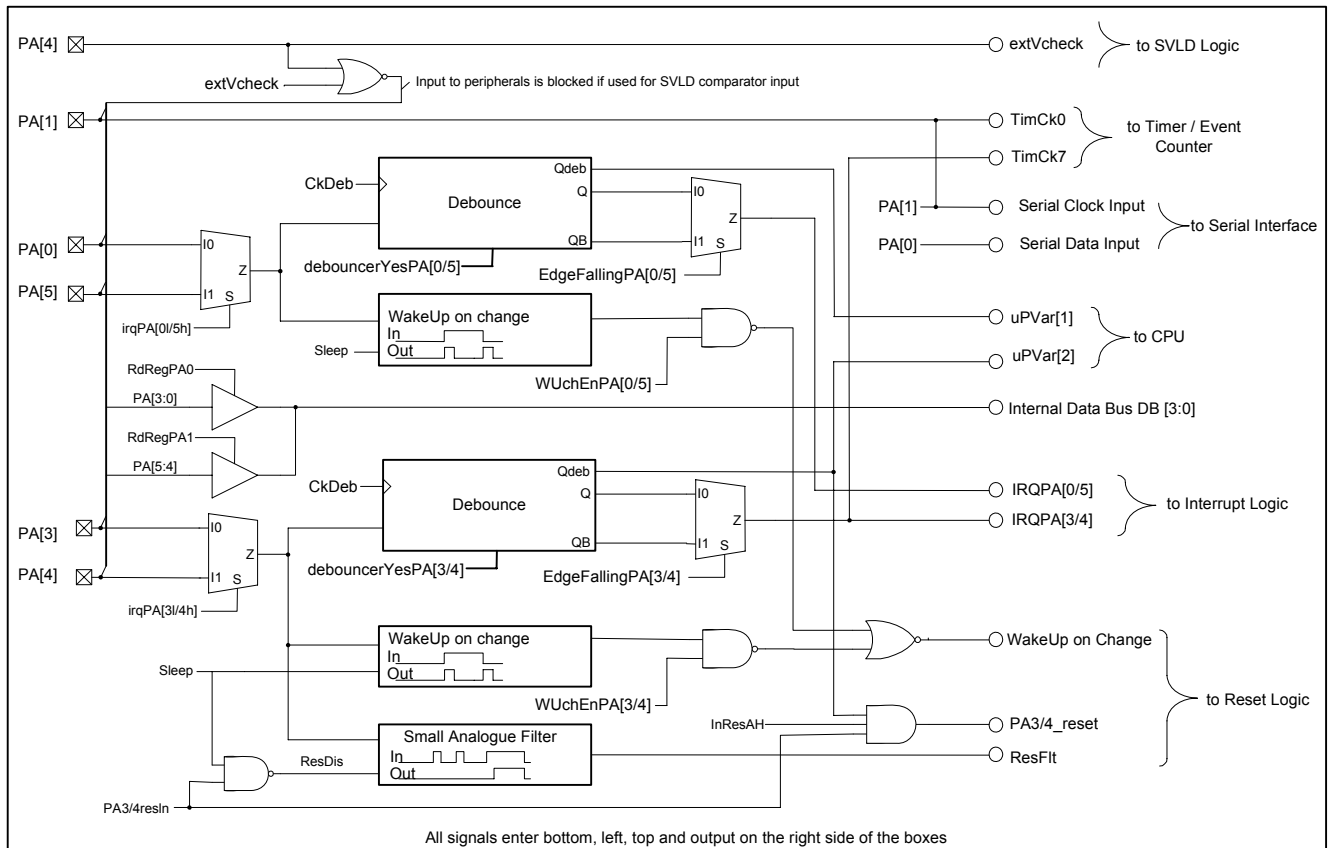 PA[4]
extVcheck
to SVLD Logic
extVcheck
Input to peripherals is blocked if used for SVLD comparator input
PA[1]
TimCk0
to Timer / Event
Counter
TimCk7
CkDeb
Debounce
Qdeb
Q
QB
I0
I1
Z
S
PA[1]
Serial Clock Input
to Serial Interface
PA[0]
Serial Data Input
PA[0]
PA[5]
I0
I1
Z
S
debouncerYesPA[0/5]
EdgeFallingPA[0/5]
irqPA[0l/5h]
WakeUp on change
In
Out
Sleep
WUchEnPA[0/5]
uPVar[1]
to CPU
uPVar[2]
RdRegPA0
PA[3:0]
Internal Data Bus DB [3:0]
RdRegPA1
PA[5:4]
CkDeb
Debounce
Qdeb
Q
QB
I0
I1
Z
S
IRQPA[0/5]
to Interrupt Logic
IRQPA[3/4]
PA[3]
PA[4]
I0
I1
Z
S
debouncerYesPA[3/4]
EdgeFallingPA[3/4]
irqPA[3l/4h]
WakeUp on change
In
Out
Sleep
WUchEnPA[3/4]
WakeUp on Change
to Reset Logic
InResAH
PA3/4_reset
Small Analogue Filter
In
Out
ResDis
ResFlt
PA3/4resIn
All signals enter bottom, left, top and output on the right side of the boxes